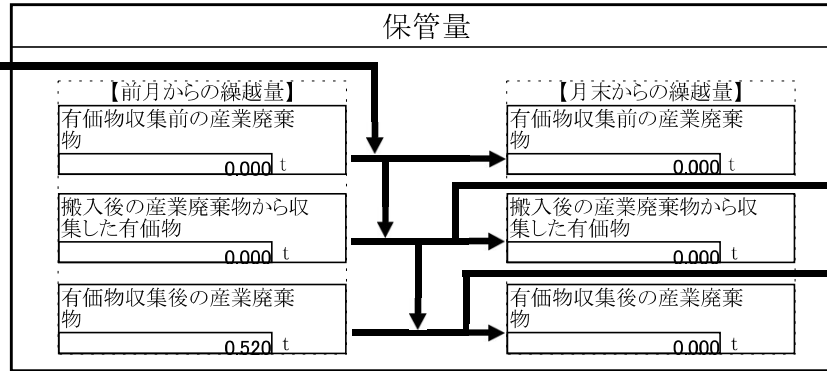 保管量
【前月からの繰越量】
有価物収集前の産業廃棄
物
0.000 t
搬入後の産業廃棄物から収
集した有価物
0.000 t
有価物収集後の産業廃棄
物
0.520 t
【月末からの繰越量】
有価物収集前の産業廃棄
物
0.000 t
搬入後の産業廃棄物から収
集した有価物
0.000 t
有価物収集後の産業廃棄
物
0.000 t